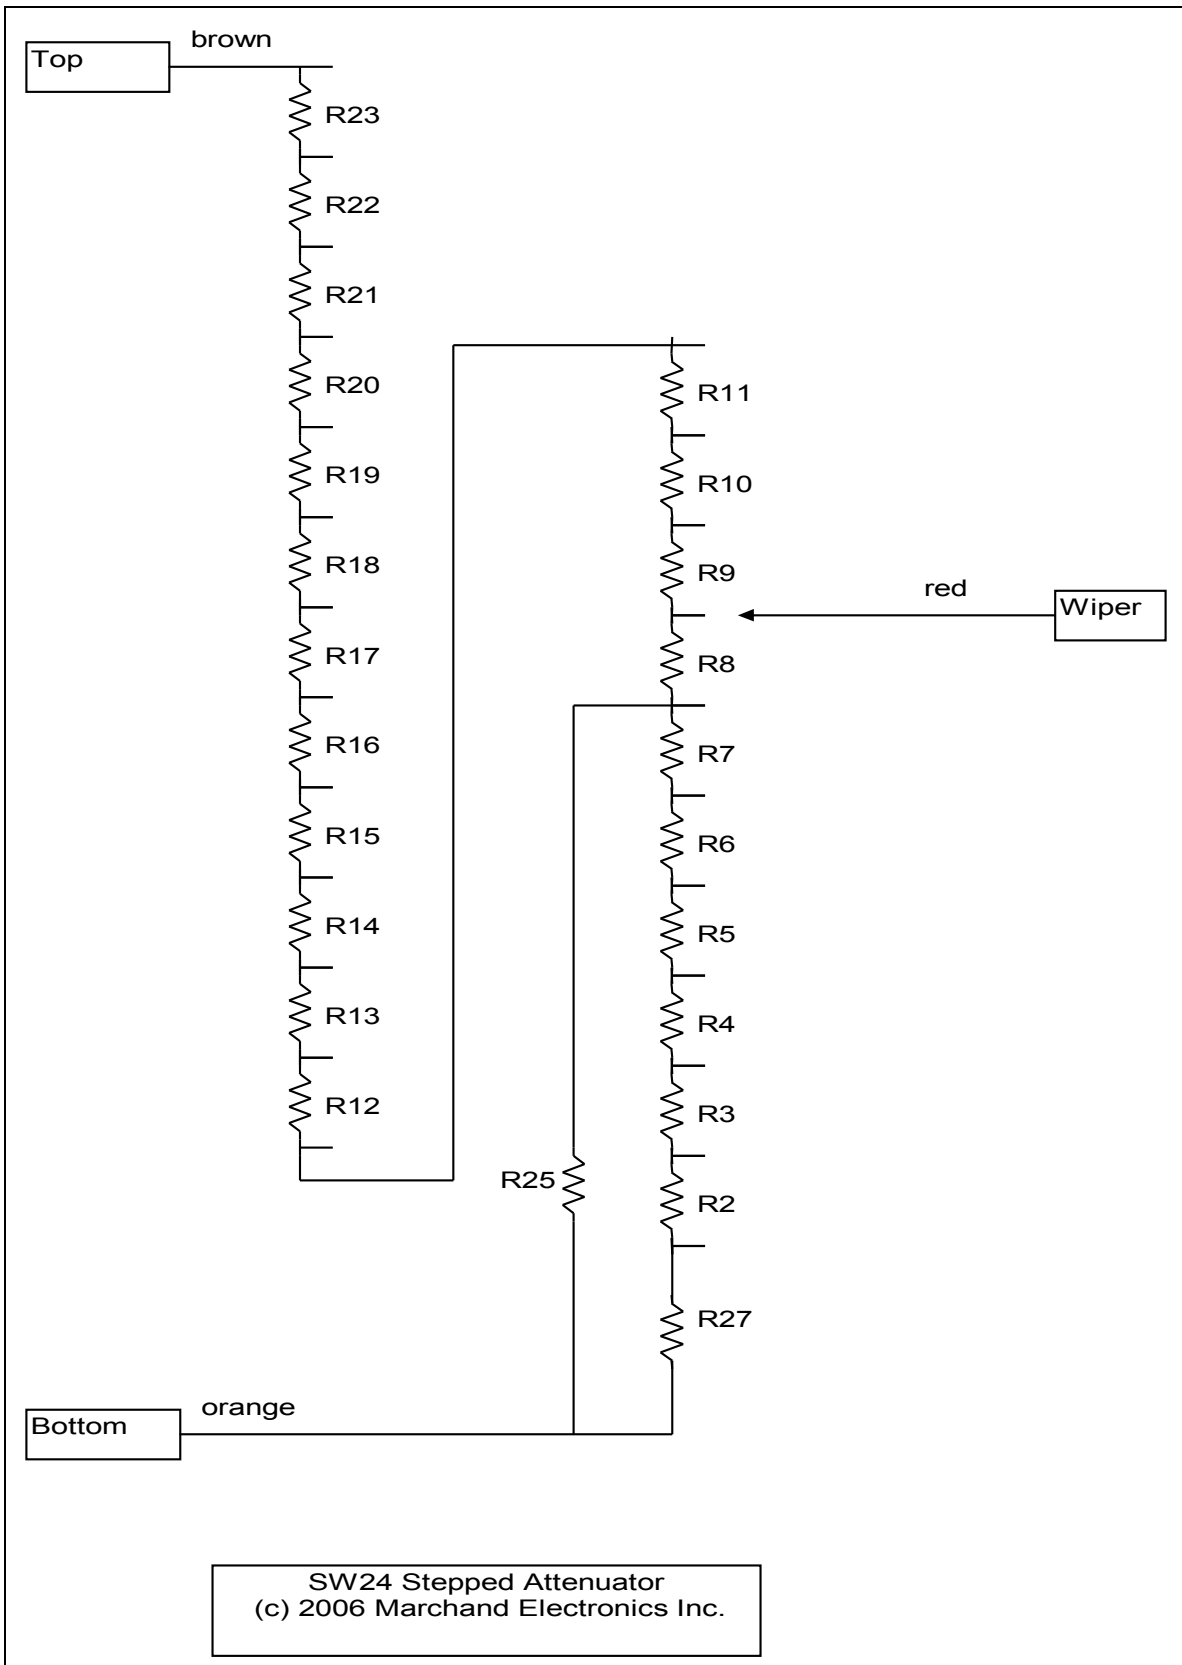 brown
Top
R23
R22
R21
R20
R19
R18
R17
R16
R15
R14
R13
R12
R11
R10
R9
red
Wiper
R8
R7
R6
R5
R4
R3
R25
R2
R27
orange
Bottom
SW24 Stepped Attenuator
(c) 2006 Marchand Electronics Inc.